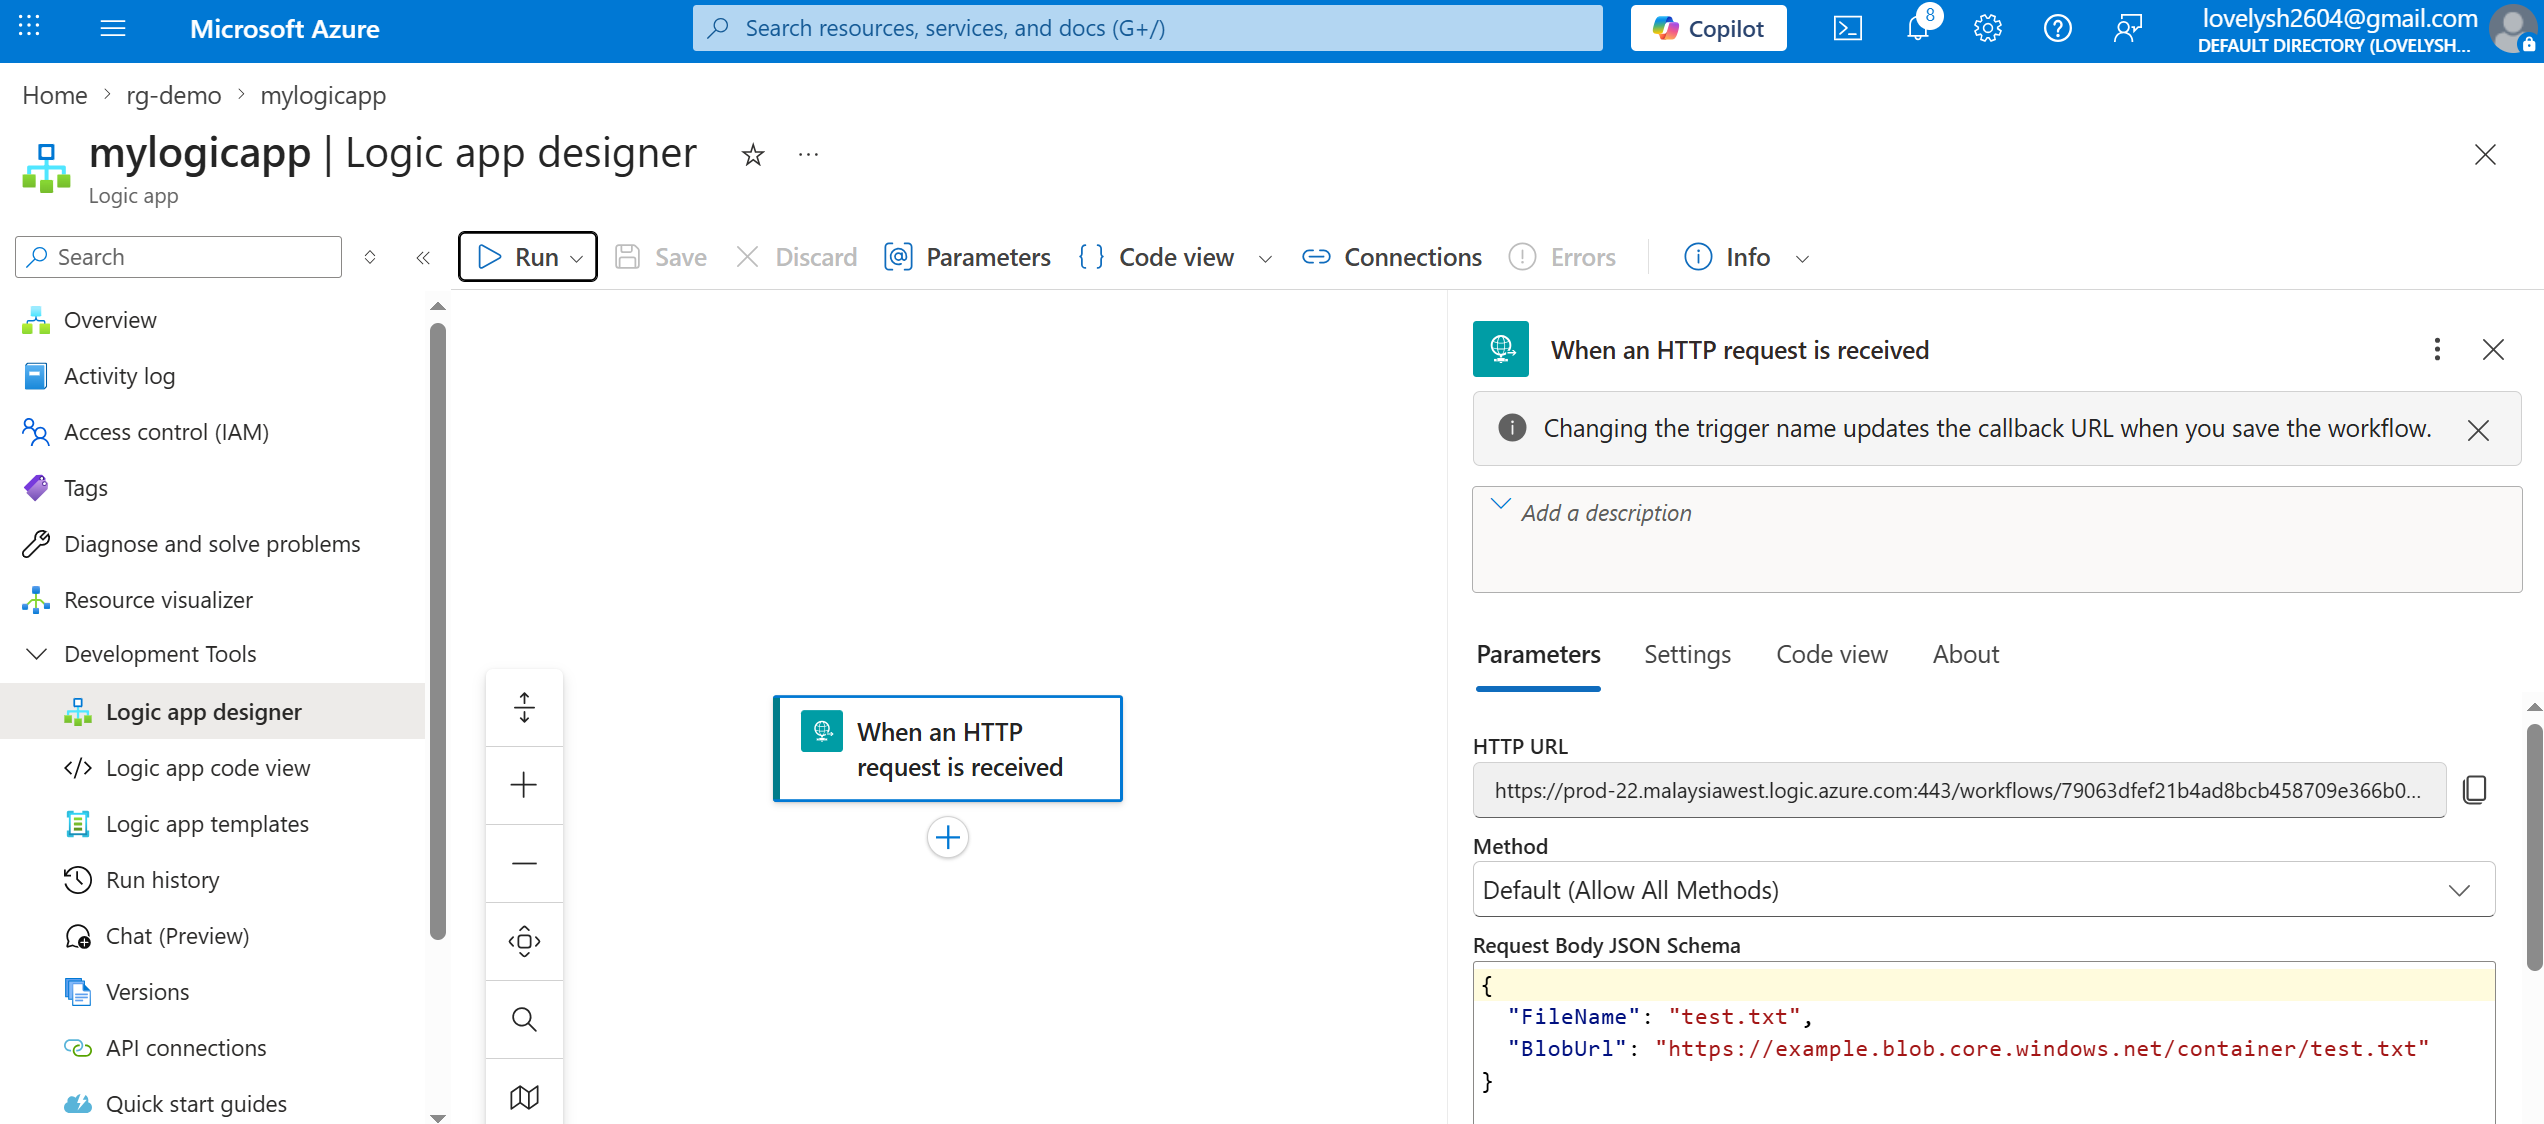 Microsoft Azure
Search resources, services, and docs (G+/)
Copilot
8
lovelysh2604@gmail.com
DEFAULT DIRECTORY (LOVELYSH...
Home > rg-demo > mylogicapp
mylogicapp | Logic app designer
Logic app
Search
Run
Save
Discard
Parameters
Code view
Connections
Errors
Info
Overview
Activity log
Access control (IAM)
Tags
Diagnose and solve problems
Resource visualizer
Development Tools
Logic app designer
Logic app code view
Logic app templates
Run history
Chat (Preview)
Versions
API connections
Quick start guides
When an HTTP
request is received
When an HTTP request is received
Changing the trigger name updates the callback URL when you save the workflow.
Add a description
Parameters
Settings
Code view
About
HTTP URL
https://prod-22.malaysiawest.logic.azure.com:443/workflows/79063dfef21b4ad8bcb458709e366b0...
Method
Default (Allow All Methods)
Request Body JSON Schema
{
"FileName": "test.txt",
"BlobUrl": "https://example.blob.core.windows.net/container/test.txt"
}